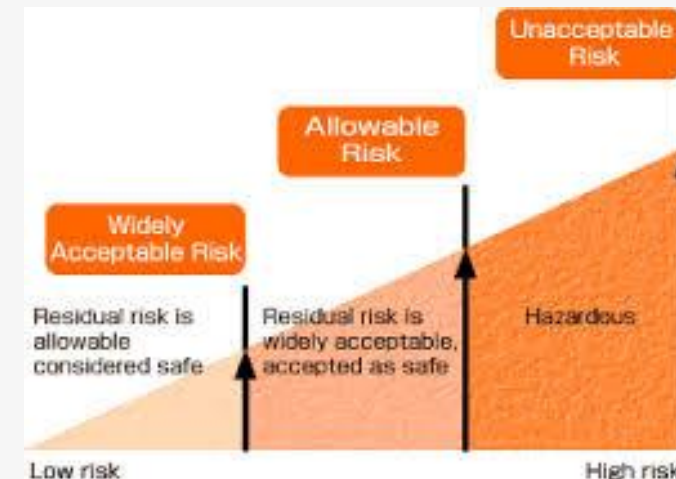 Unacceptable
Risk
Allowable
Risk
Widely
Acceptable Risk
Residual risk is
allowable
considered safe
Residual risk is
widely acceptable,
accepted as safe
Hazardous
Low risk
High risk